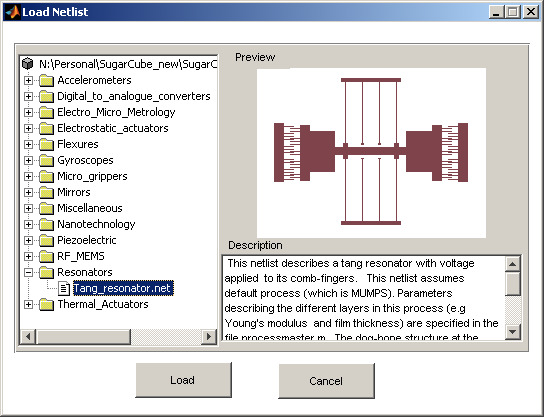 Load Netlist
N:\Personal\SugarCube_new\SugarC
Accelerometers
Digital_to_analogue_converters
Electro_Micro_Metrology
Electrostatic_actuators
Flexures
Gyroscopes
Micro_grippers
Mirrors
Miscellaneous
Nanotechnology
Piezoelectric
RF_MEMS
Resonators
Tang_resonator.net
Thermal_Actuators
Preview
Description
This netlist describes a tang resonator with voltage
applied to its comb-fingers. This netlist assumes
default process (which is MUMPS). Parameters
describing the different layers in this process (e.g
Young's modulus and film thickness) are specified in the
file processmaster.m. The dog-bone structure at the
Load
Cancel